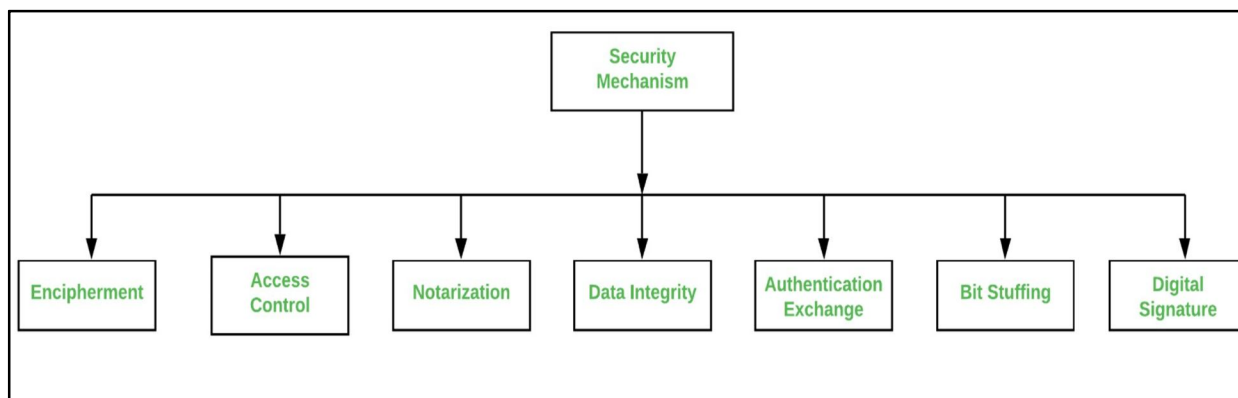 Security
Mechanism
Encipherment
Access
Control
Notarization
Data Integrity
Authentication
Exchange
Bit Stuffing
Digital
Signature